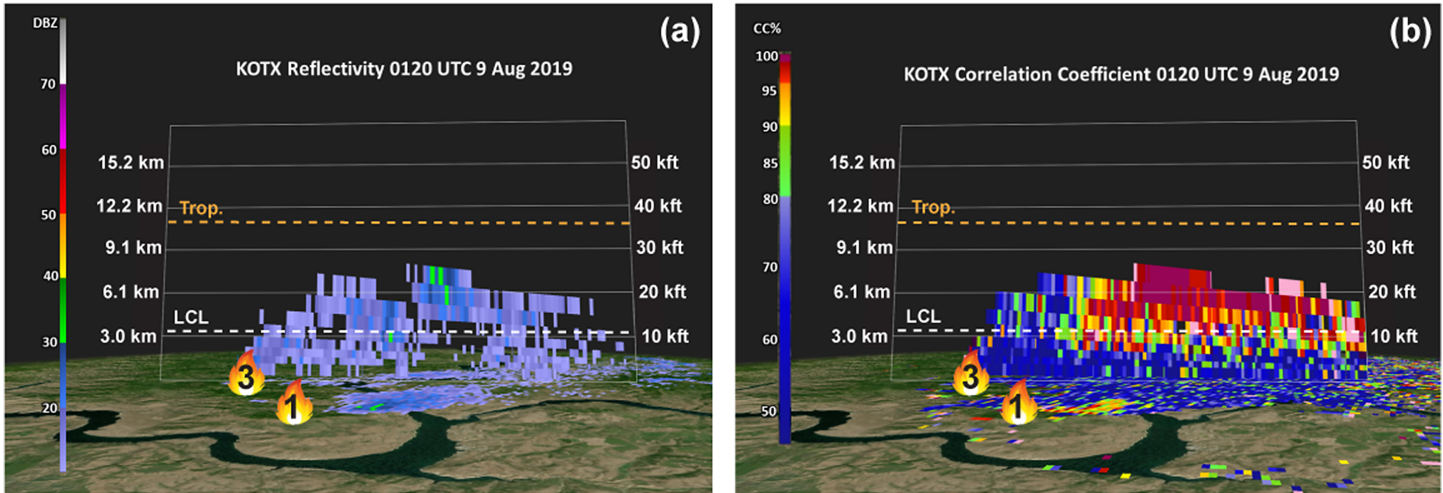 DBZ
(a)
KOTX Reflectivity 0120 UTC 9 Aug 2019
70
60
50
40
30
20
15.2 km
50 kft
12.2 km
Trop.
40 kft
9.1 km
30 kft
6.1 km
20 kft
LCL
3.0 km
10 kft
3
1
CC%
(b)
KOTX Correlation Coefficient 0120 UTC 9 Aug 2019
100
95
90
85
80
70
60
50
15.2 km
50 kft
12.2 km
Trop.
40 kft
9.1 km
30 kft
6.1 km
20 kft
LCL
3.0 km
10 kft
3
1